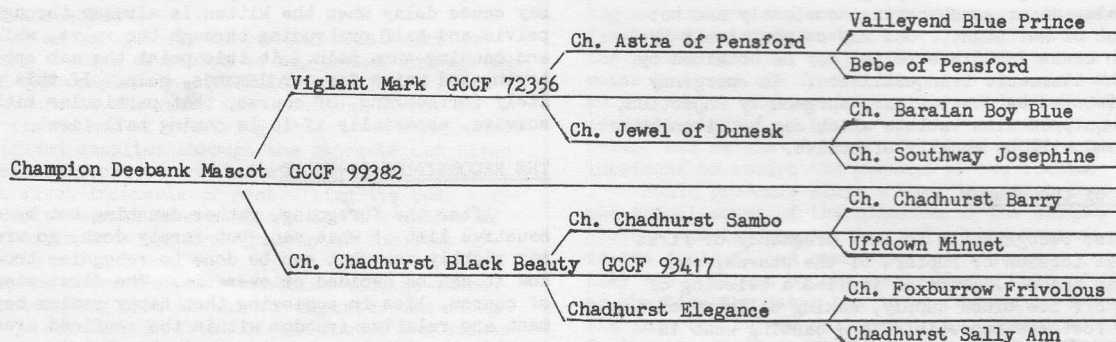 Valleyend Blue Prince
Ch. Astra of Pensford
Bebe of Pensford
Viglant Mark GCCF 72356
Ch. Baralan Boy Blue
Ch. Jewel of Dunesk
Ch. Southway Josephine
Champion Deebank Mascot GCCF 99382
Ch. Chadhurst Barry
Ch. Chadhurst Sambo
Uffdown Minuet
Ch. Chadhurst Black Beauty GCCF 93417
Ch. Foxburrow Frivolous
Chadhurst Elegance
Chadhurst Sally Ann